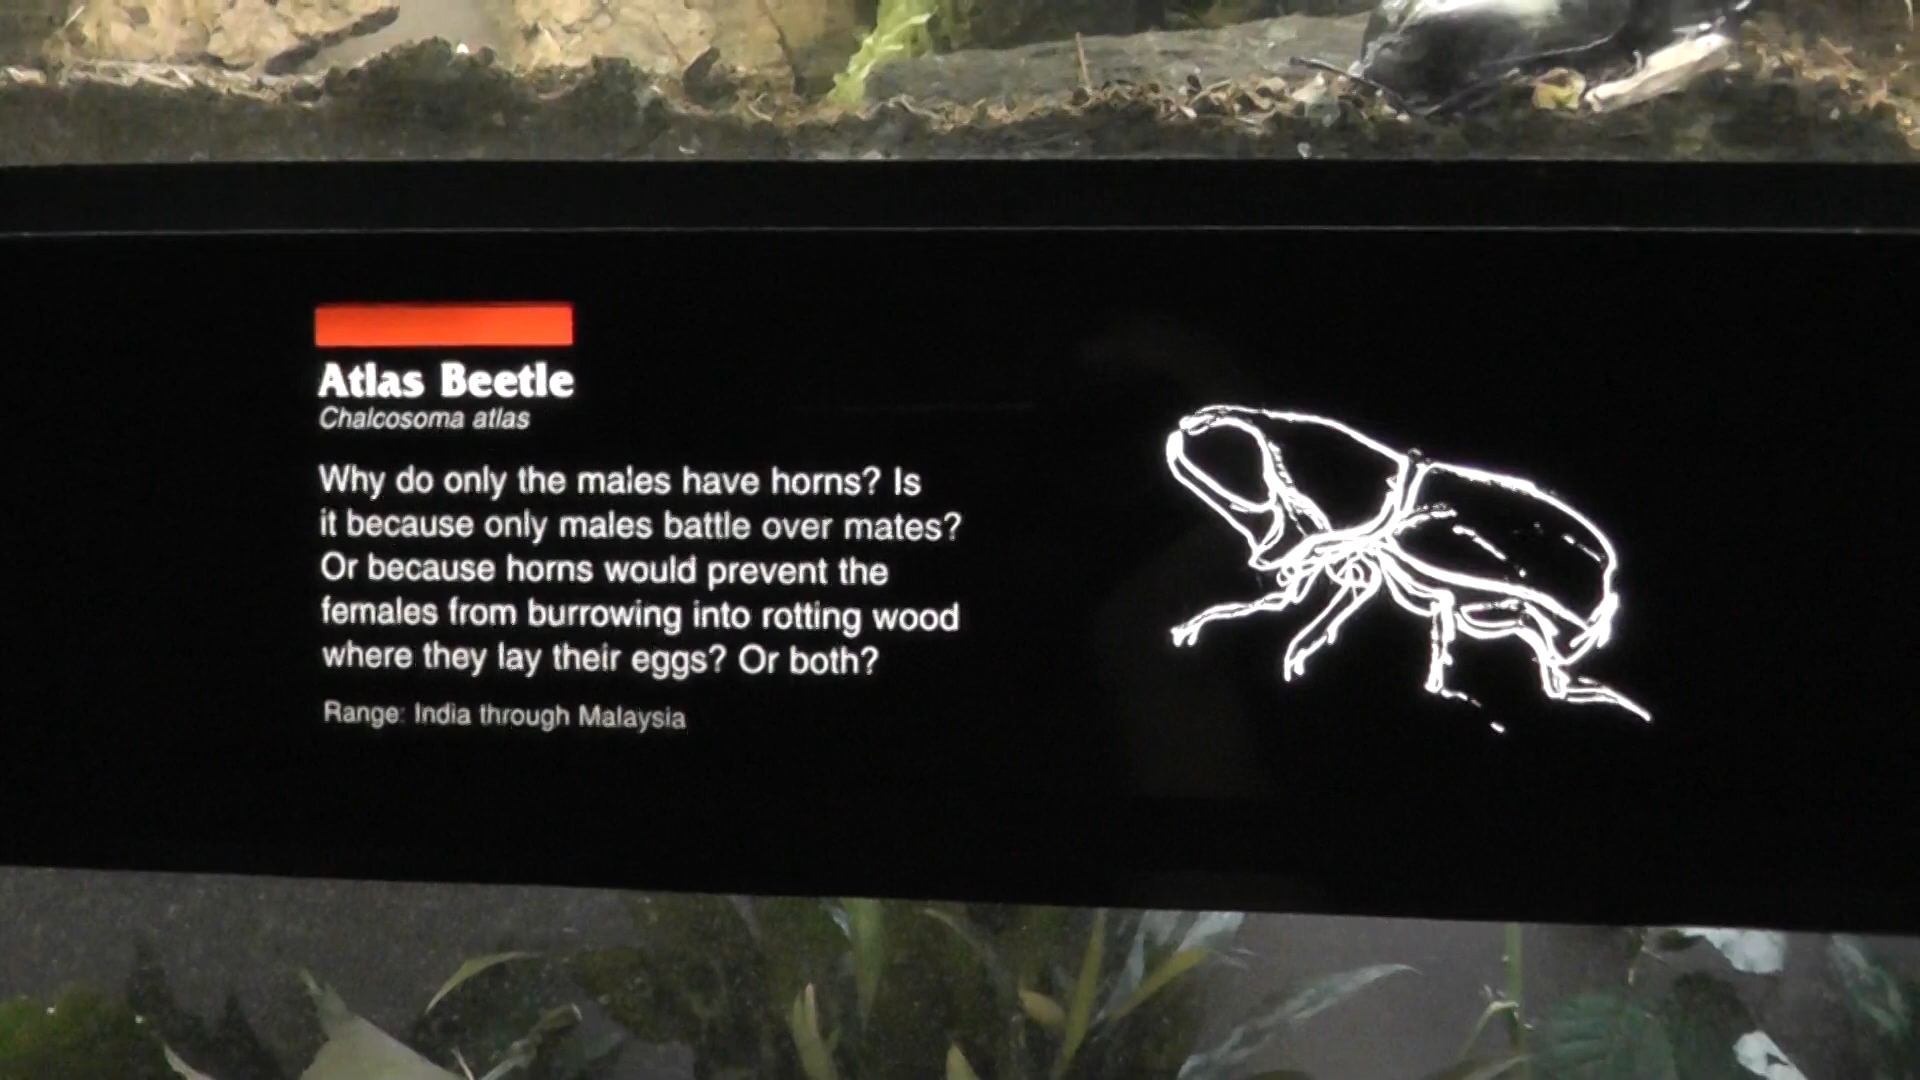 Atlas Beetle
Chalcosoma atlas
Why do only the males have horns? Is
it because only males battle over mates?
Or because horns would prevent the
females from burrowing into rotting wood
where they lay their eggs? Or both?
Range: India through Malaysia